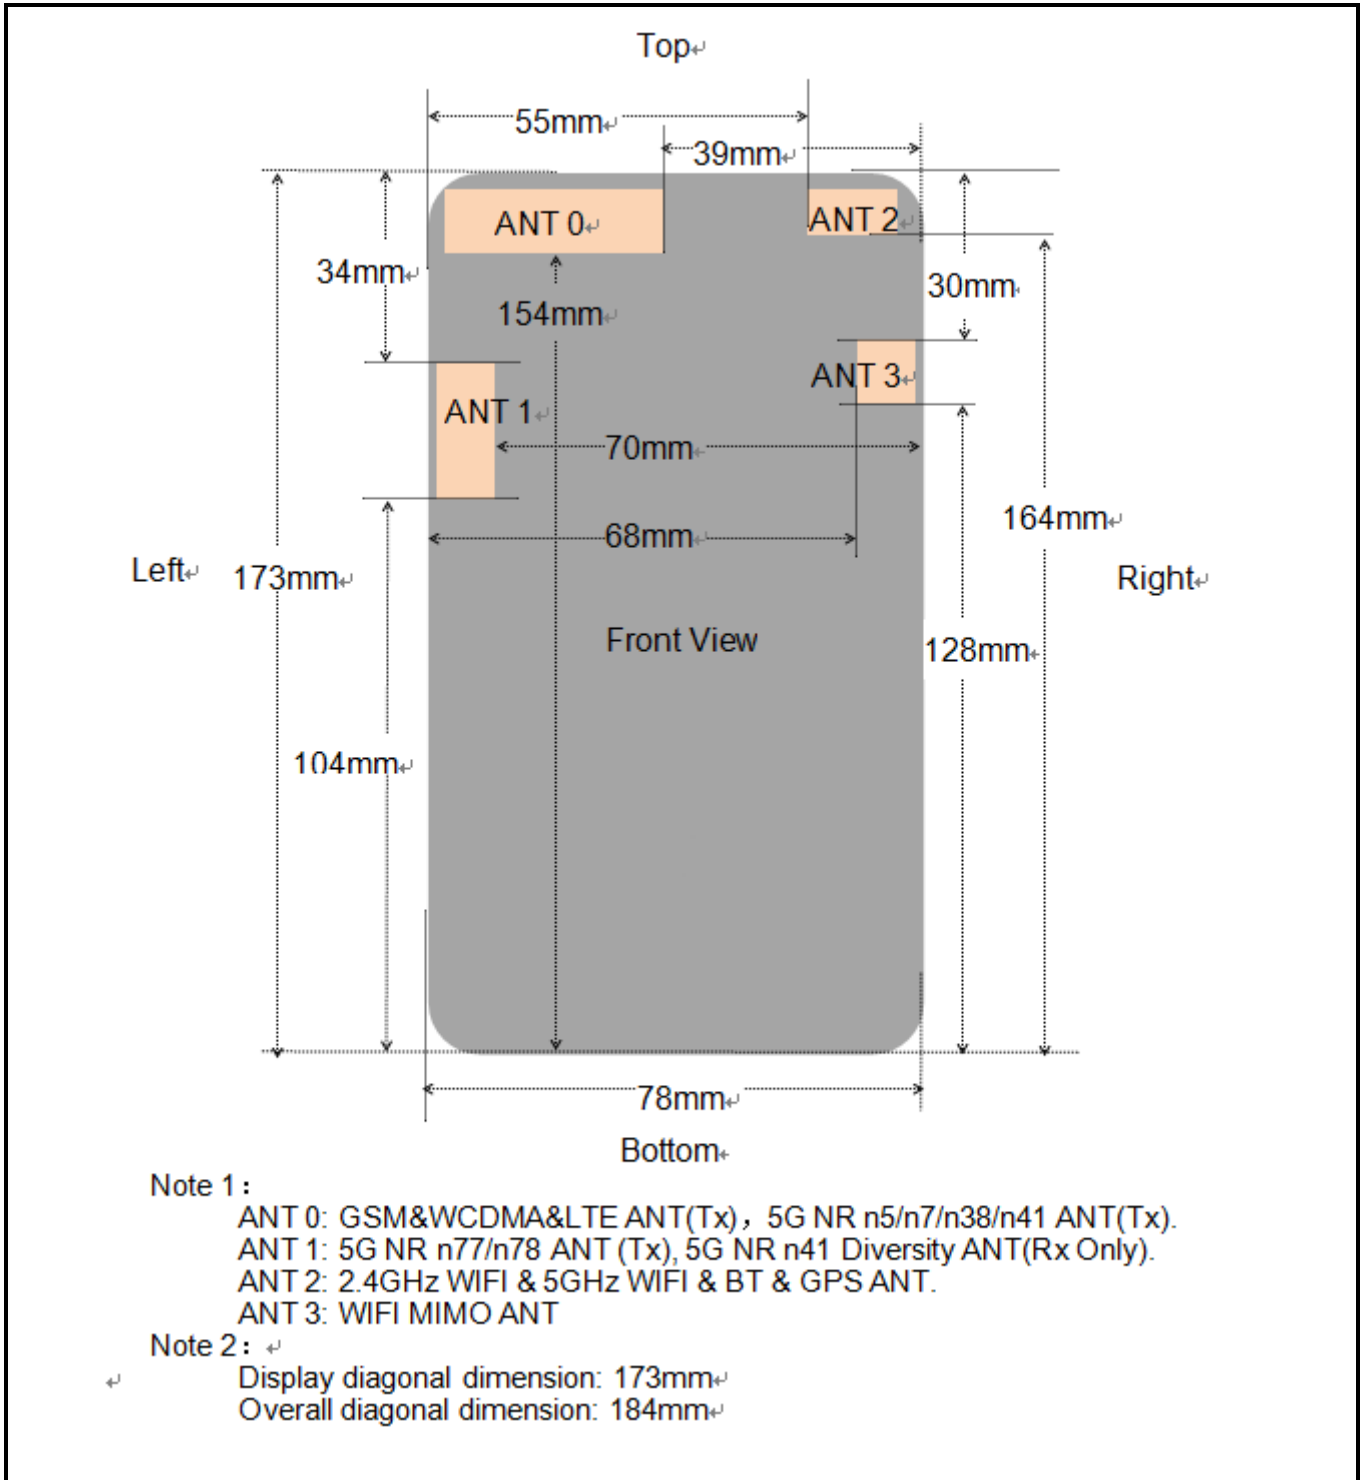 Top
55mm
39mm
ANT 0
ANT 2
34mm
30mm
154mm
ANT 3
ANT 1
70mm
164mm
68mm
Left
173mm
Right
Front View
128mm
104mm
78mm
Bottom
Note 1：
ANT 0: GSM&WCDMA&LTE ANT(Tx)，5G NR n5/n7/n38/n41 ANT(Tx).
ANT 1: 5G NR n77/n78 ANT (Tx), 5G NR n41 Diversity ANT(Rx Only).
ANT 2: 2.4GHz WIFI & 5GHz WIFI & BT & GPS ANT.
ANT 3: WIFI MIMO ANT
Note 2：
Display diagonal dimension: 173mm
Overall diagonal dimension: 184mm